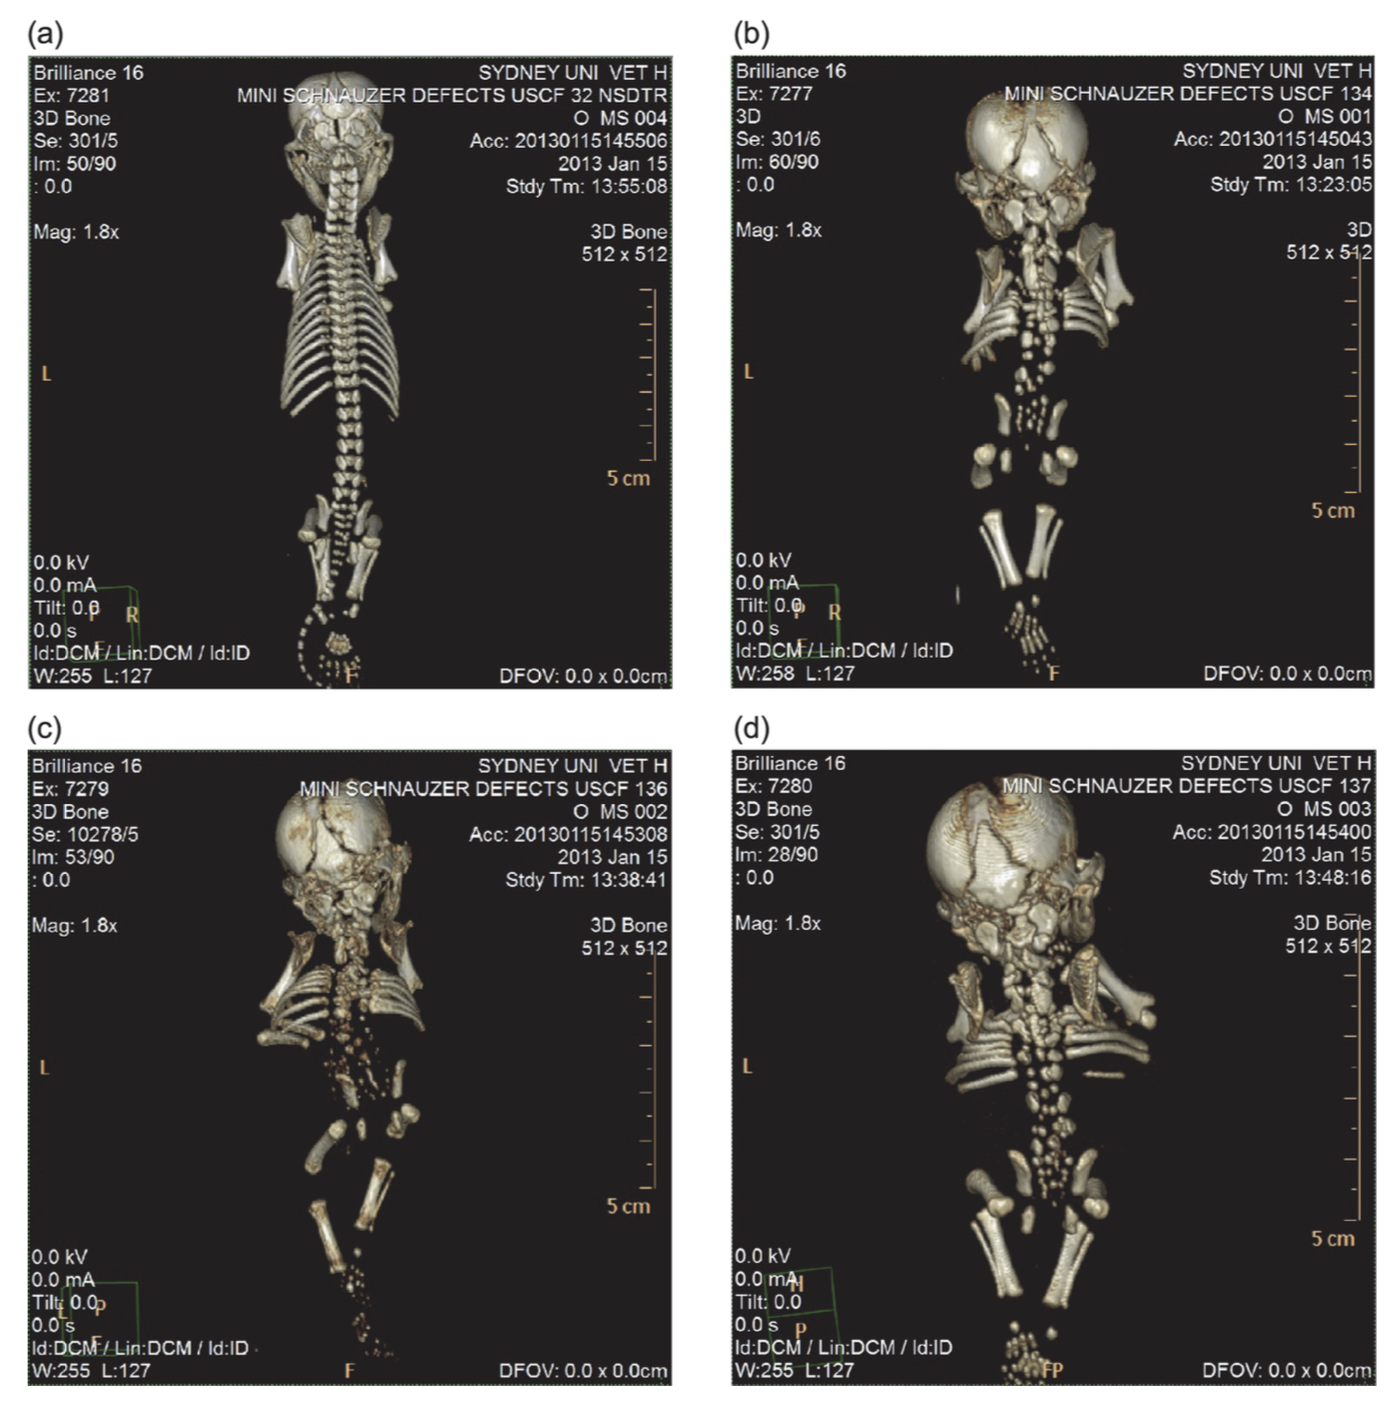 (a)
Brilliance 16 SYDNEY UNI VET H
Ex: 7281 MINI SCHNAUZER DEFECTS USCF 32 NSDTR
3D Bone O MS 004
Se: 301/5 Acc: 20130115145506
Im: 50/90 2013 Jan 15
: 0.0 Stdy Tm: 13:55:08
Mag: 1.8x 3D Bone
512 x 512
L
5 cm
0.0 kV
0.0 mA
Tilt: 0.0 P R
0.0 s F
Id:DCM / Lin:DCM / Id:ID
W:255 L:127 F DFOV: 0.0 x 0.0cm
(b)
Brilliance 16 SYDNEY UNI VET H
Ex: 7277 MINI SCHNAUZER DEFECTS USCF 134
3D O MS 001
Se: 301/6 Acc: 20130115145043
Im: 60/90 2013 Jan 15
: 0.0 Stdy Tm: 13:23:05
Mag: 1.8x 3D
512 x 512
L
5 cm
0.0 kV
0.0 mA
Tilt: 0.0 P R
0.0 s F
Id:DCM / Lin:DCM / Id:ID
W:258 L:127 F DFOV: 0.0 x 0.0cm
(c)
Brilliance 16 SYDNEY UNI VET H
Ex: 7279 MINI SCHNAUZER DEFECTS USCF 136
3D Bone O MS 002
Se: 10278/5 Acc: 20130115145308
Im: 53/90 2013 Jan 15
: 0.0 Stdy Tm: 13:38:41
Mag: 1.8x 3D Bone
512 x 512
L
5 cm
0.0 kV
0.0 mA
Tilt: 0.0 L P
0.0 s F
Id:DCM / Lin:DCM / Id:ID
W:255 L:127 F DFOV: 0.0 x 0.0cm
(d)
Brilliance 16 SYDNEY UNI VET H
Ex: 7280 MINI SCHNAUZER DEFECTS USCF 137
3D Bone O MS 003
Se: 301/5 Acc: 20130115145400
Im: 28/90 2013 Jan 15
: 0.0 Stdy Tm: 13:48:16
Mag: 1.8x 3D Bone
512 x 512
L
5 cm
0.0 kV
0.0 mA H
Tilt: 0.0
0.0 s P
Id:DCM / Lin:DCM / Id:ID
W:255 L:127 FP DFOV: 0.0 x 0.0cm